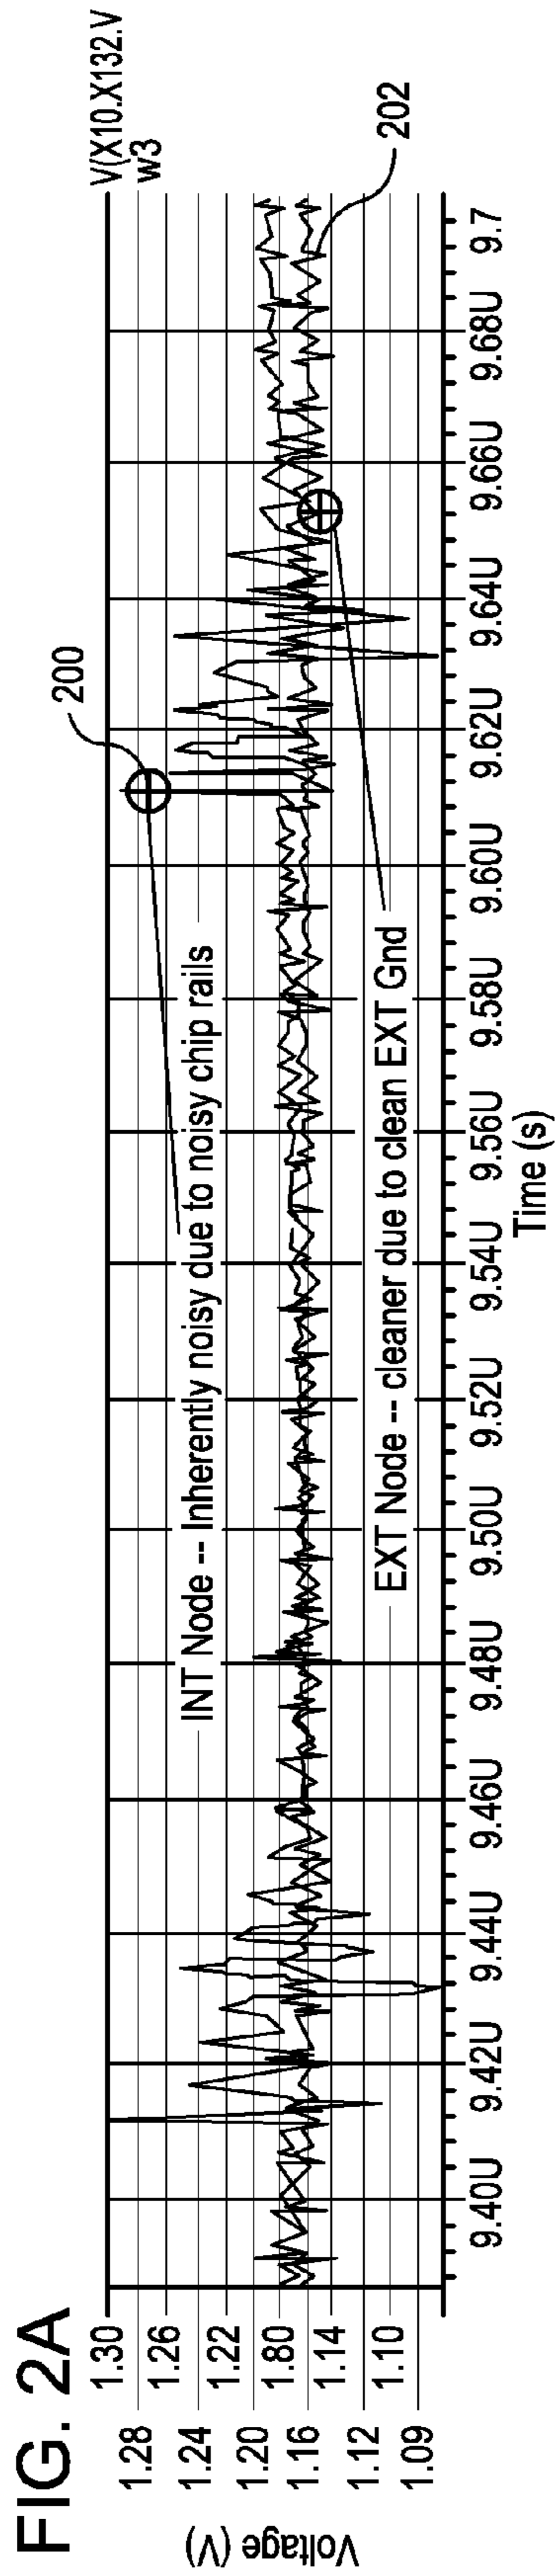 FIG. 2A
V(X10.X132.V
w3
200
202
INT Node -- Inherently noisy due to noisy chip rails
EXT Node -- cleaner due to clean EXT Gnd
Voltage (V)
1.30
1.28
1.26
1.24
1.22
1.20
1.80
1.16
1.14
1.12
1.10
1.09
9.40U
9.42U
9.44U
9.46U
9.48U
9.50U
9.52U
9.54U
9.56U
9.58U
9.60U
9.62U
9.64U
9.66U
9.68U
9.7
Time (s)